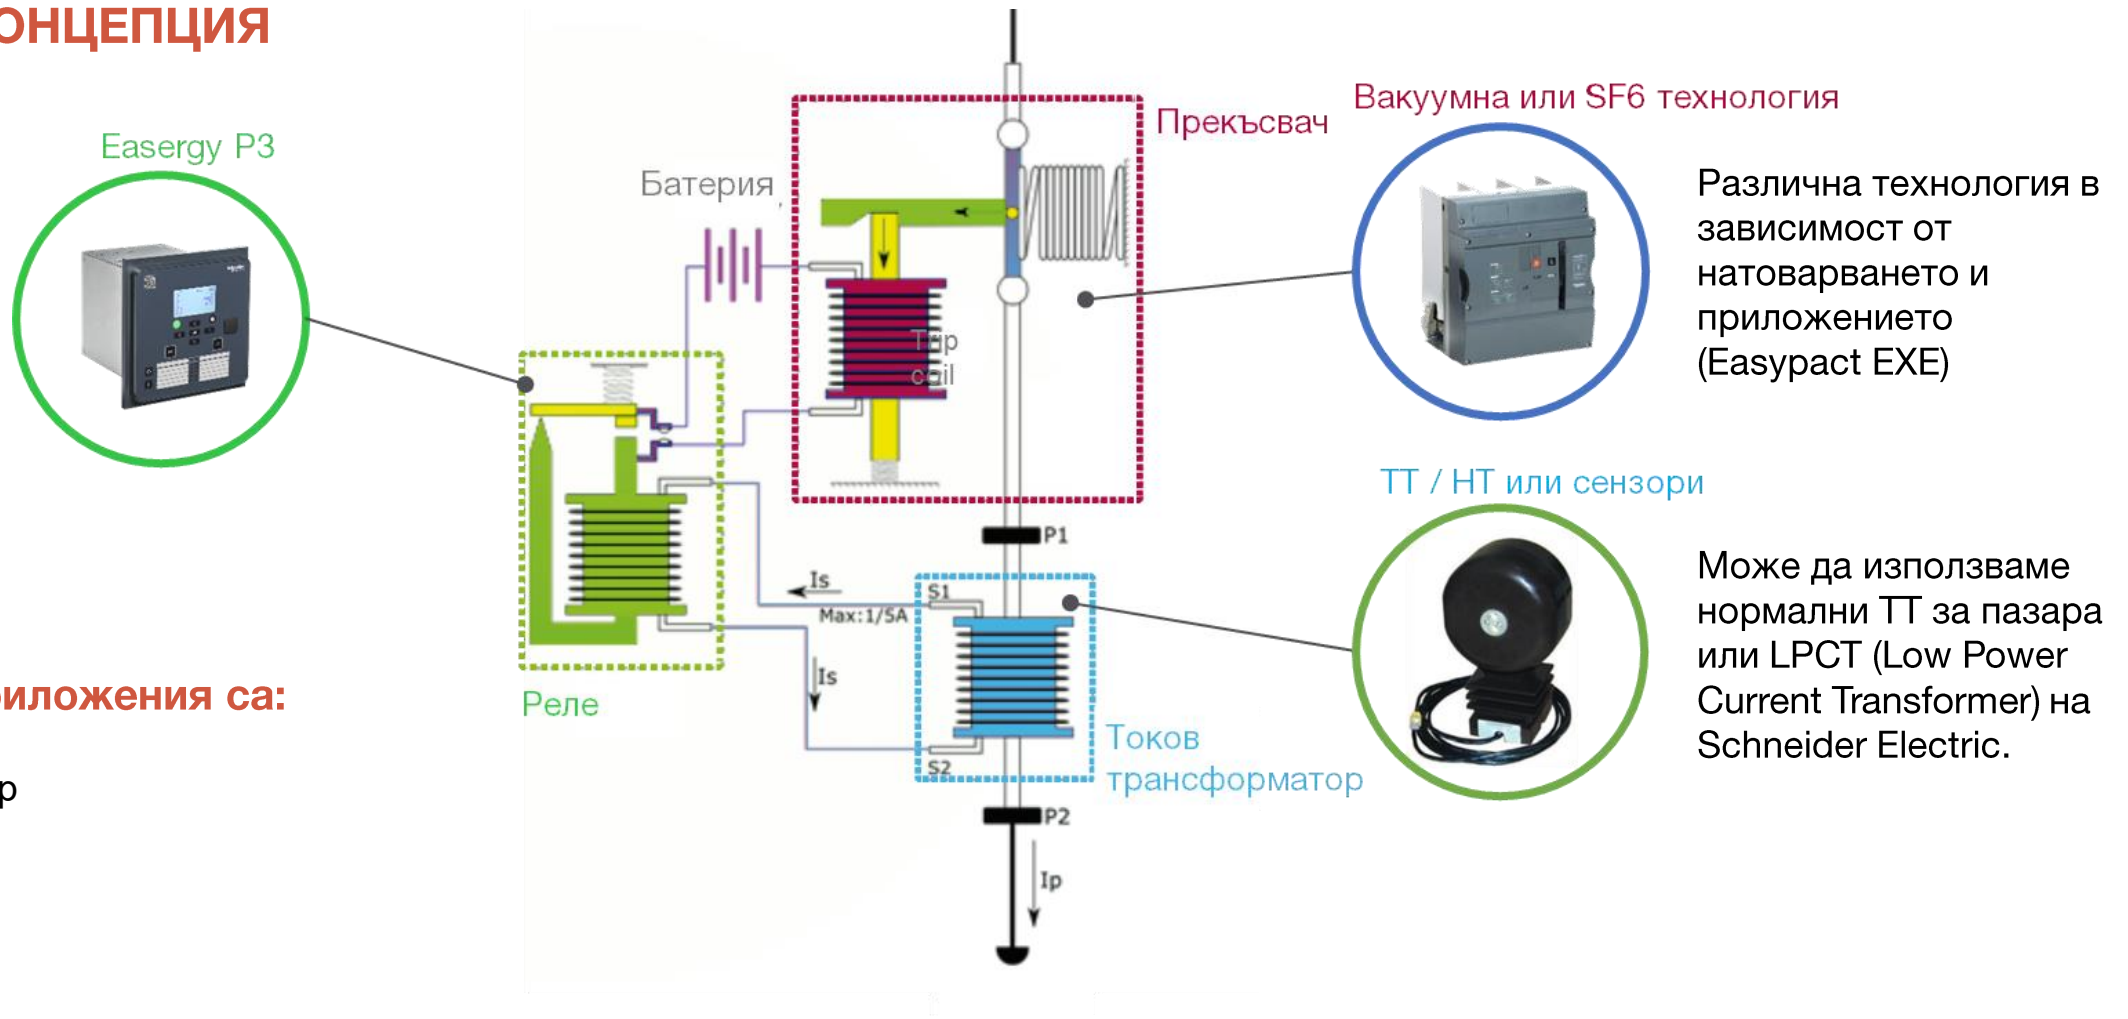 ОНЦЕПЦИЯ
Easergy P3
Батерия
Прекъсвач
Вакуумна или SF6 технология
Различна технология в
зависимост от
натоварването и
приложението
(Easypact EXE)
Trip
coil
ТТ / НТ или сензори
P1
Is
S1
Max:1/5A
Може да използваме
нормални ТТ за пазара
или LPCT (Low Power
Current Transformer) на
Schneider Electric.
Is
Реле
иложения са:
Токов
трансформатор
S2
р
P2
Ip